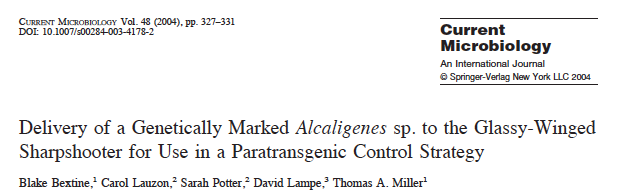 CURRENT MICROBIOLOGY Vol. 48 (2004), pp. 327–331
DOI: 10.1007/s00284-003-4178-2
Current
Microbiology
An International Journal
© Springer-Verlag New York LLC 2004
Delivery of a Genetically Marked Alcaligenes sp. to the Glassy-Winged
Sharpshooter for Use in a Paratransgenic Control Strategy
Blake Bextine,1 Carol Lauzon,2 Sarah Potter,2 David Lampe,3 Thomas A. Miller1